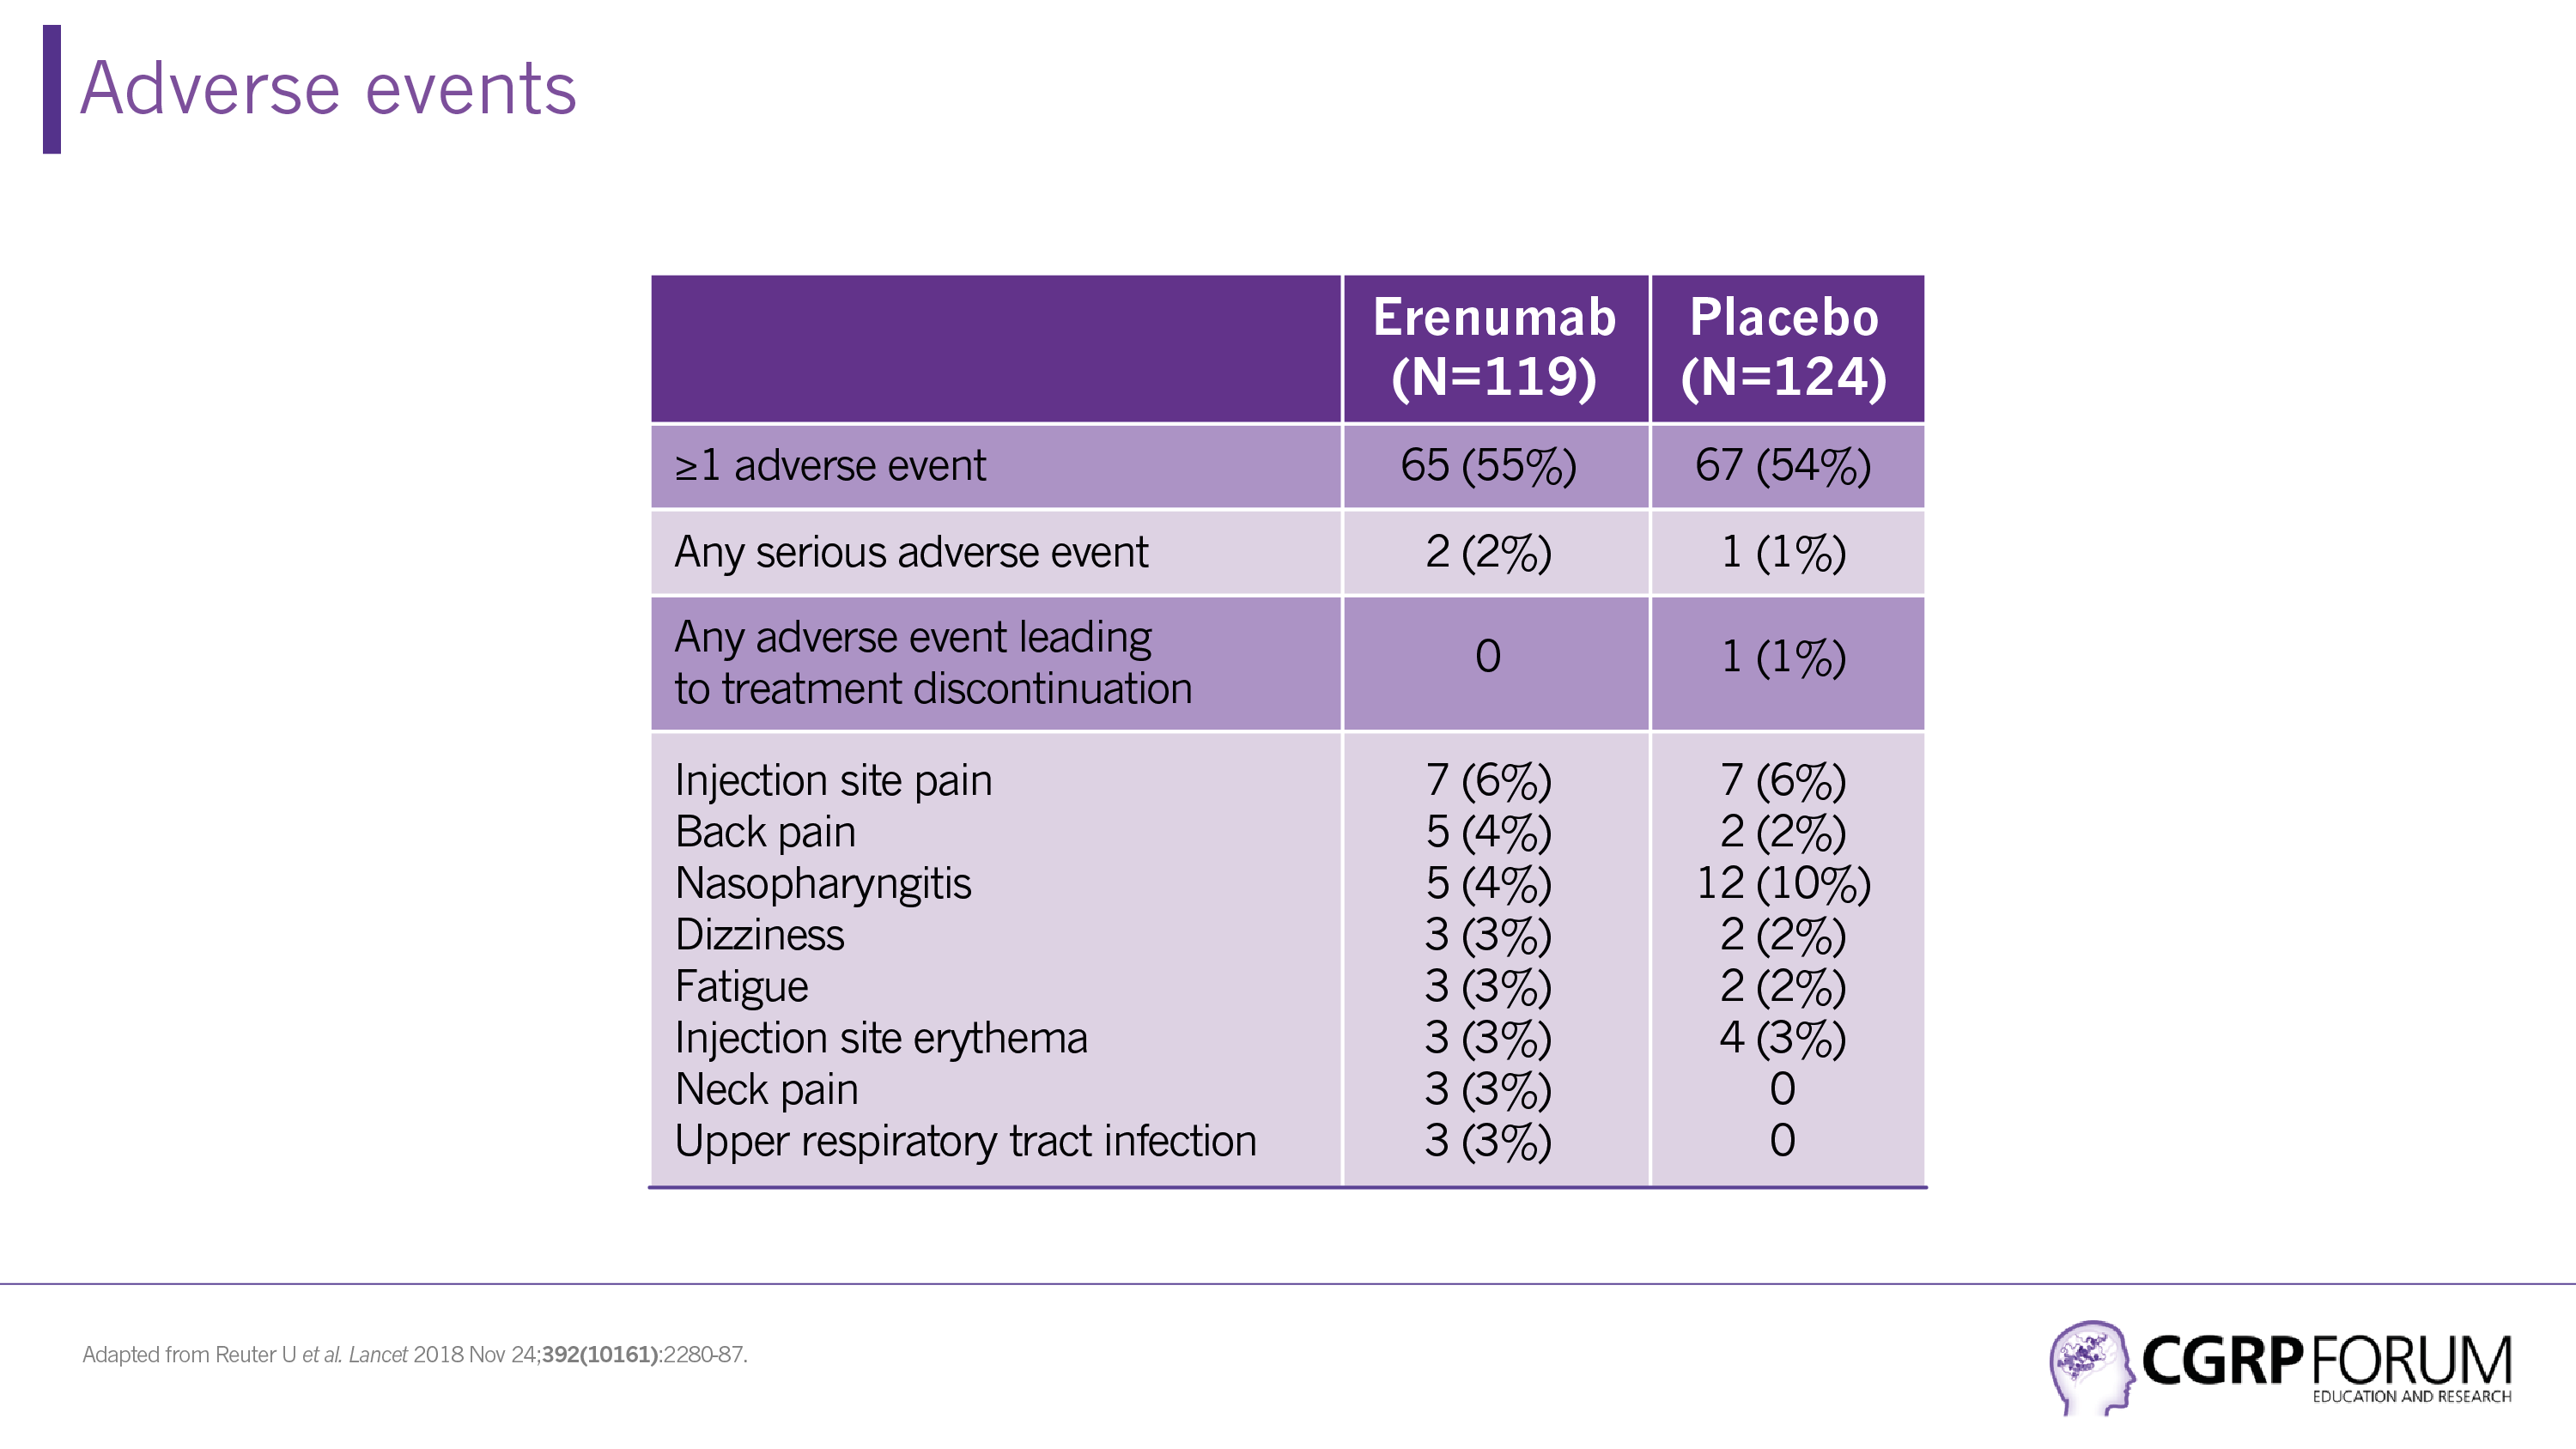 Adverse events
Erenumab Placebo
(N=119) (N=124)
≥1 adverse event 65 (55%) 67 (54%)
Any serious adverse event 2 (2%) 1 (1%)
Any adverse event leading
to treatment discontinuation 0 1 (1%)
Injection site pain 7 (6%) 7 (6%)
Back pain 5 (4%) 2 (2%)
Nasopharyngitis 5 (4%) 12 (10%)
Dizziness 3 (3%) 2 (2%)
Fatigue 3 (3%) 2 (2%)
Injection site erythema 3 (3%) 4 (3%)
Neck pain 3 (3%) 0
Upper respiratory tract infection 3 (3%) 0
Adapted from Reuter U et al. Lancet 2018 Nov 24;392(10161):2280-87.
CGRP FORUM
EDUCATION AND RESEARCH